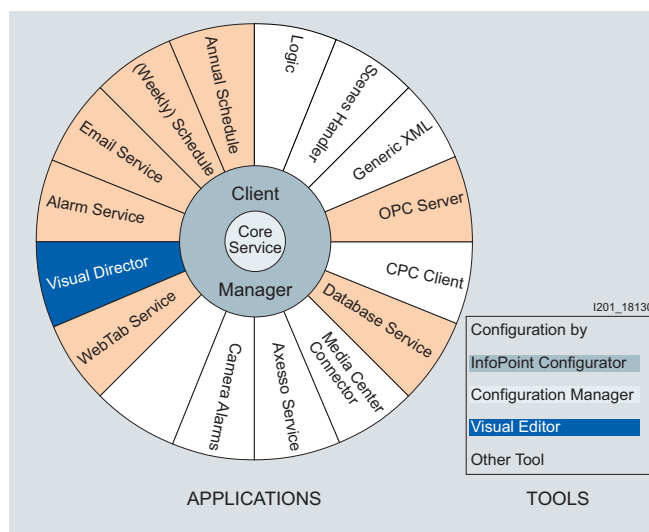 Logic
Scenes Handler
Generic XML
OPC Server
CPC Client
Database Service
Media Center
Connector
Axesso Service
Camera Alarms
WebTab Service
Visual Director
Alarm Service
Email Service
(Weekly) Schedule
Annual Schedule
Client
Core
Service
Manager
I201_18130
Configuration by
InfoPoint Configurator
Configuration Manager
Visual Editor
Other Tool
APPLICATIONS
TOOLS